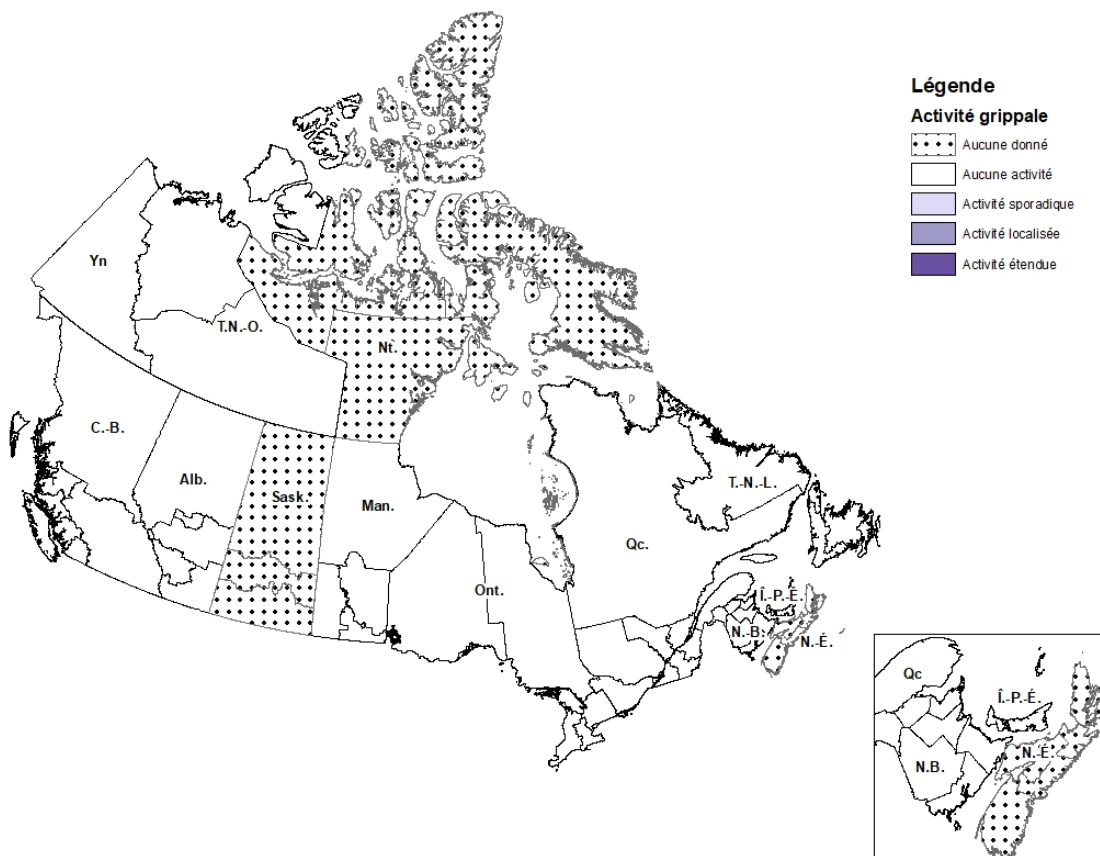 Légende
Activité grippale
Aucune donné
Aucune activité
Activité sporadique
Activité localisée
Activité étendue
Yn
T.N.-O.
Nt.
C.-B.
Alb.
Sask.
Man.
Ont.
Qc.
T.-N.-L.
Î.-P.-É.
N.-B.
N.-É.
Qc
Î.-P.-É.
N.-É.
N.B.